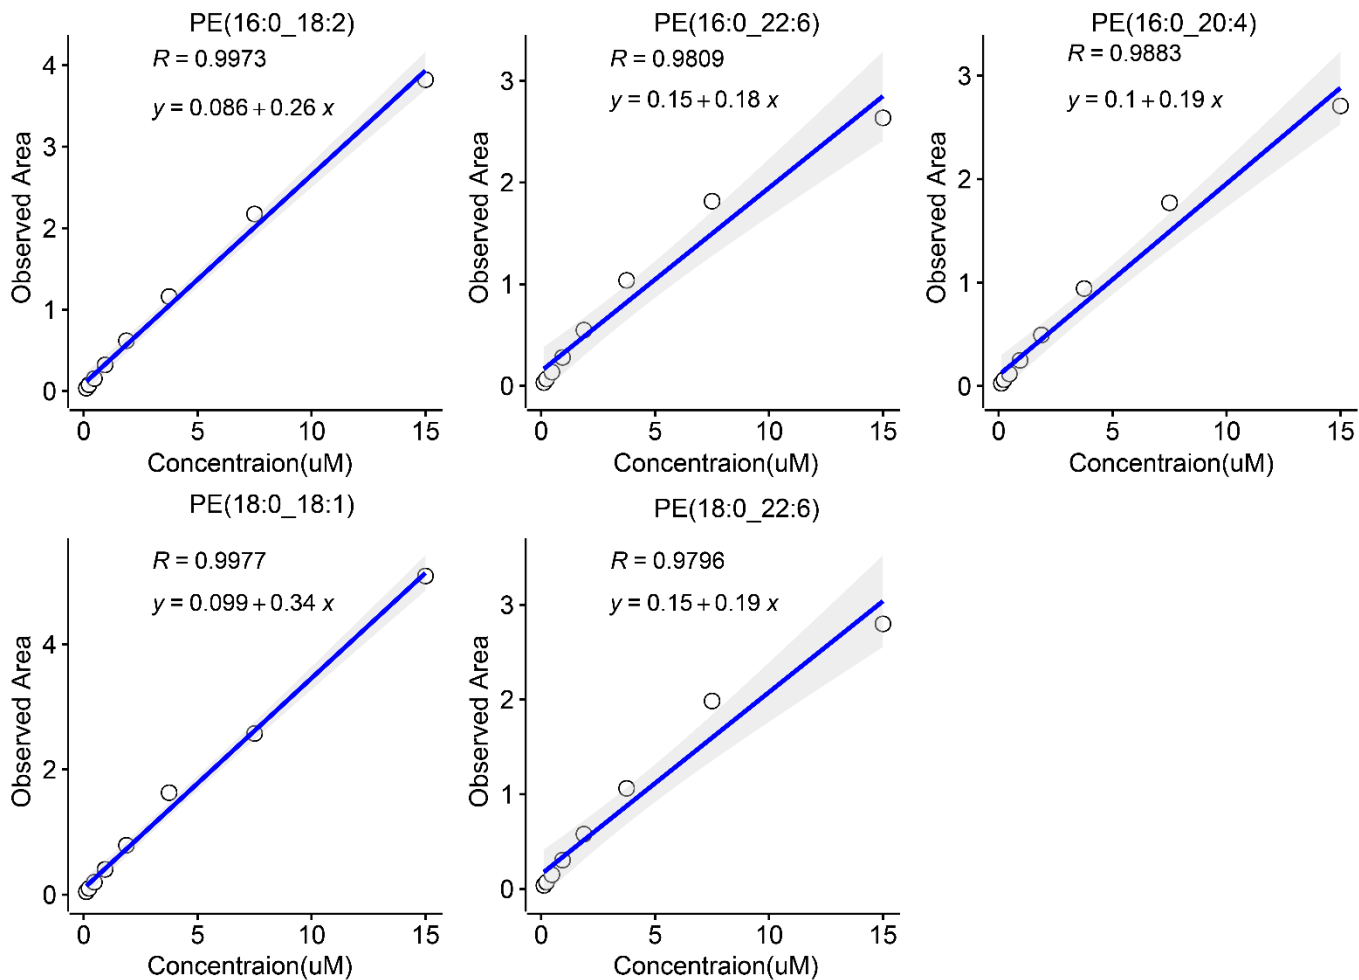 PE(16:0_18:2)
R = 0.9973
y = 0.086 + 0.26 x
Observed Area
4
3
2
1
0
0 5 10 15
Concentraion(uM)
PE(16:0_22:6)
R = 0.9809
y = 0.15 + 0.18 x
Observed Area
3
2
1
0
0 5 10 15
Concentraion(uM)
PE(16:0_20:4)
R = 0.9883
y = 0.1 + 0.19 x
Observed Area
3
2
1
0
0 5 10 15
Concentraion(uM)
PE(18:0_18:1)
R = 0.9977
y = 0.099 + 0.34 x
Observed Area
4
2
0
0 5 10 15
Concentraion(uM)
PE(18:0_22:6)
R = 0.9796
y = 0.15 + 0.19 x
Observed Area
3
2
1
0
0 5 10 15
Concentraion(uM)